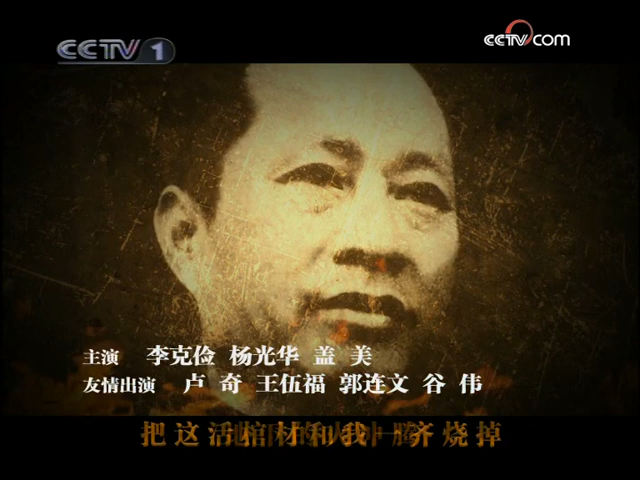 CCTV 1
CCTV.com
主演 李克俭 杨光华 盖 美
友情出演 卢 奇 王伍福 郭连文 谷 伟
把这活棺材和我一齐烧掉